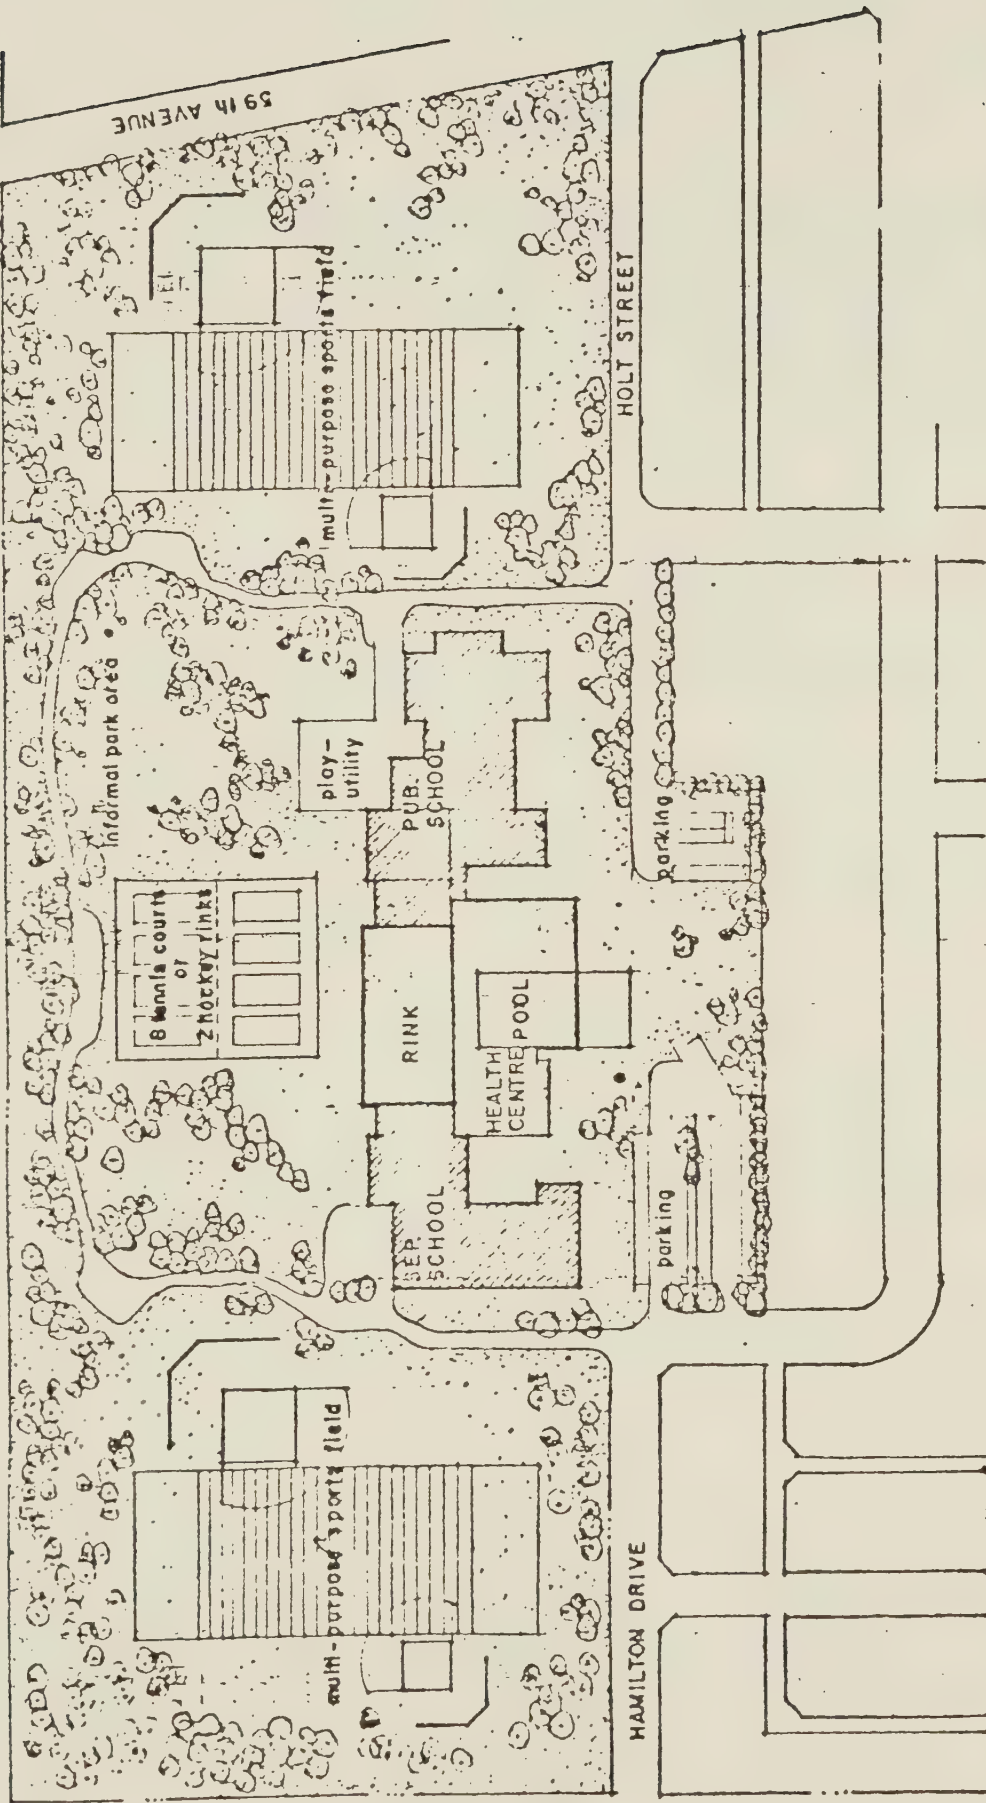 59th AVENUE
multi-purpose sports field
HOLT STREET
informal park area
play-
utility
PUB.
SCHOOL
parking
8 tennis courts
or
2 hockey rinks
RINK
POOL
HEALTH
CENTRE
SEP.
SCHOOL
parking
multi-purpose sports field
HAMILTON DRIVE